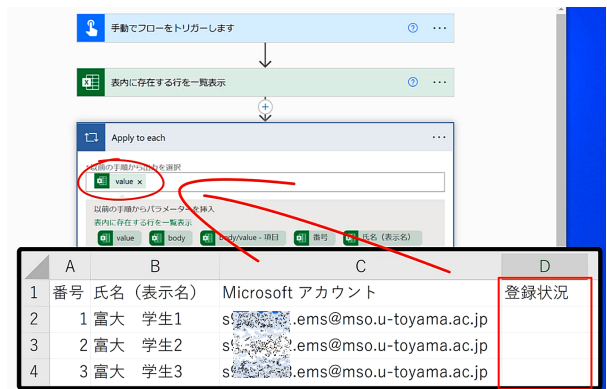 手動でフローをトリガーします
表内に存在する行を一覧表示
Apply to each
*以前の手順から出力を選択
value ×
以前の手順からパラメーターを挿入
表内に存在する行を一覧表示
value body body/value - 項目 番号 氏名（表示名）
A B C D
1 番号 氏名（表示名） Microsoft アカウント 登録状況
2 1 富大 学生1 s .ems@mso.u-toyama.ac.jp
3 2 富大 学生2 s .ems@mso.u-toyama.ac.jp
4 3 富大 学生3 s .ems@mso.u-toyama.ac.jp